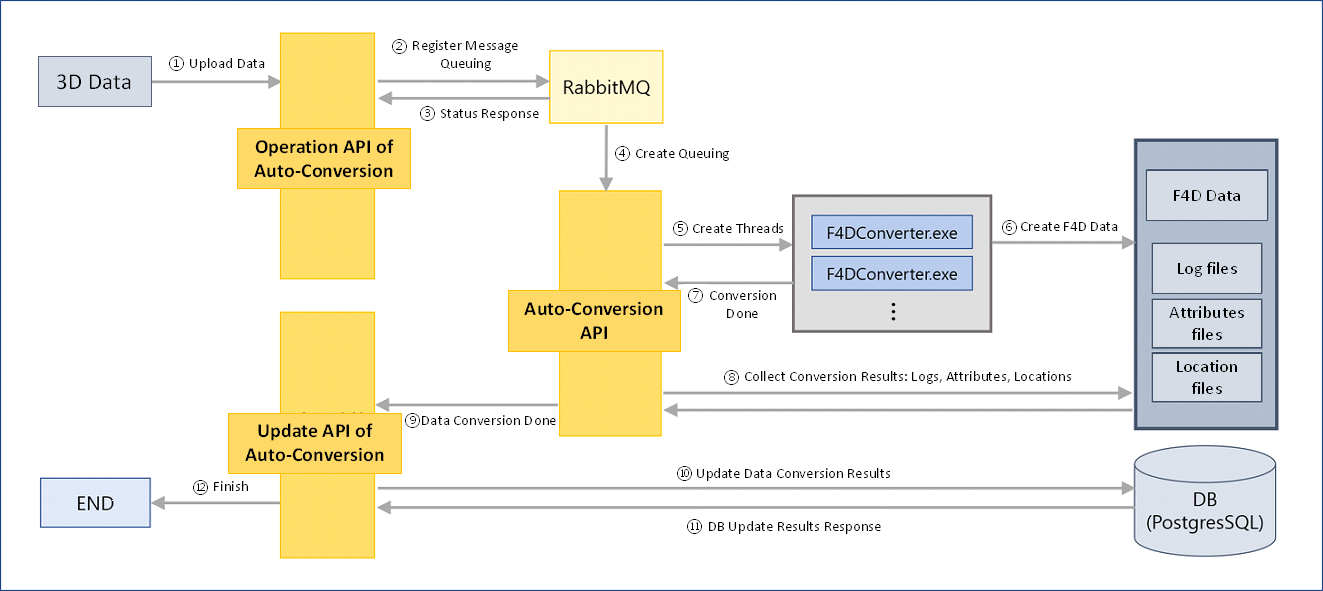 ① Upload Data
3D Data
② Register Message
Queuing
RabbitMQ
③ Status Response
Operation API of
Auto-Conversion
④ Create Queuing
⑤ Create Threads
F4DConverter.exe
F4DConverter.exe
⋮
⑥ Create F4D Data
F4D Data
Log files
Attributes
files
Location
files
⑦ Conversion
Done
Auto-Conversion
API
⑧ Collect Conversion Results: Logs, Attributes, Locations
⑨Data Conversion Done
Update API of
Auto-Conversion
⑩ Update Data Conversion Results
DB
(PostgresSQL)
⑪ DB Update Results Response
⑫ Finish
END